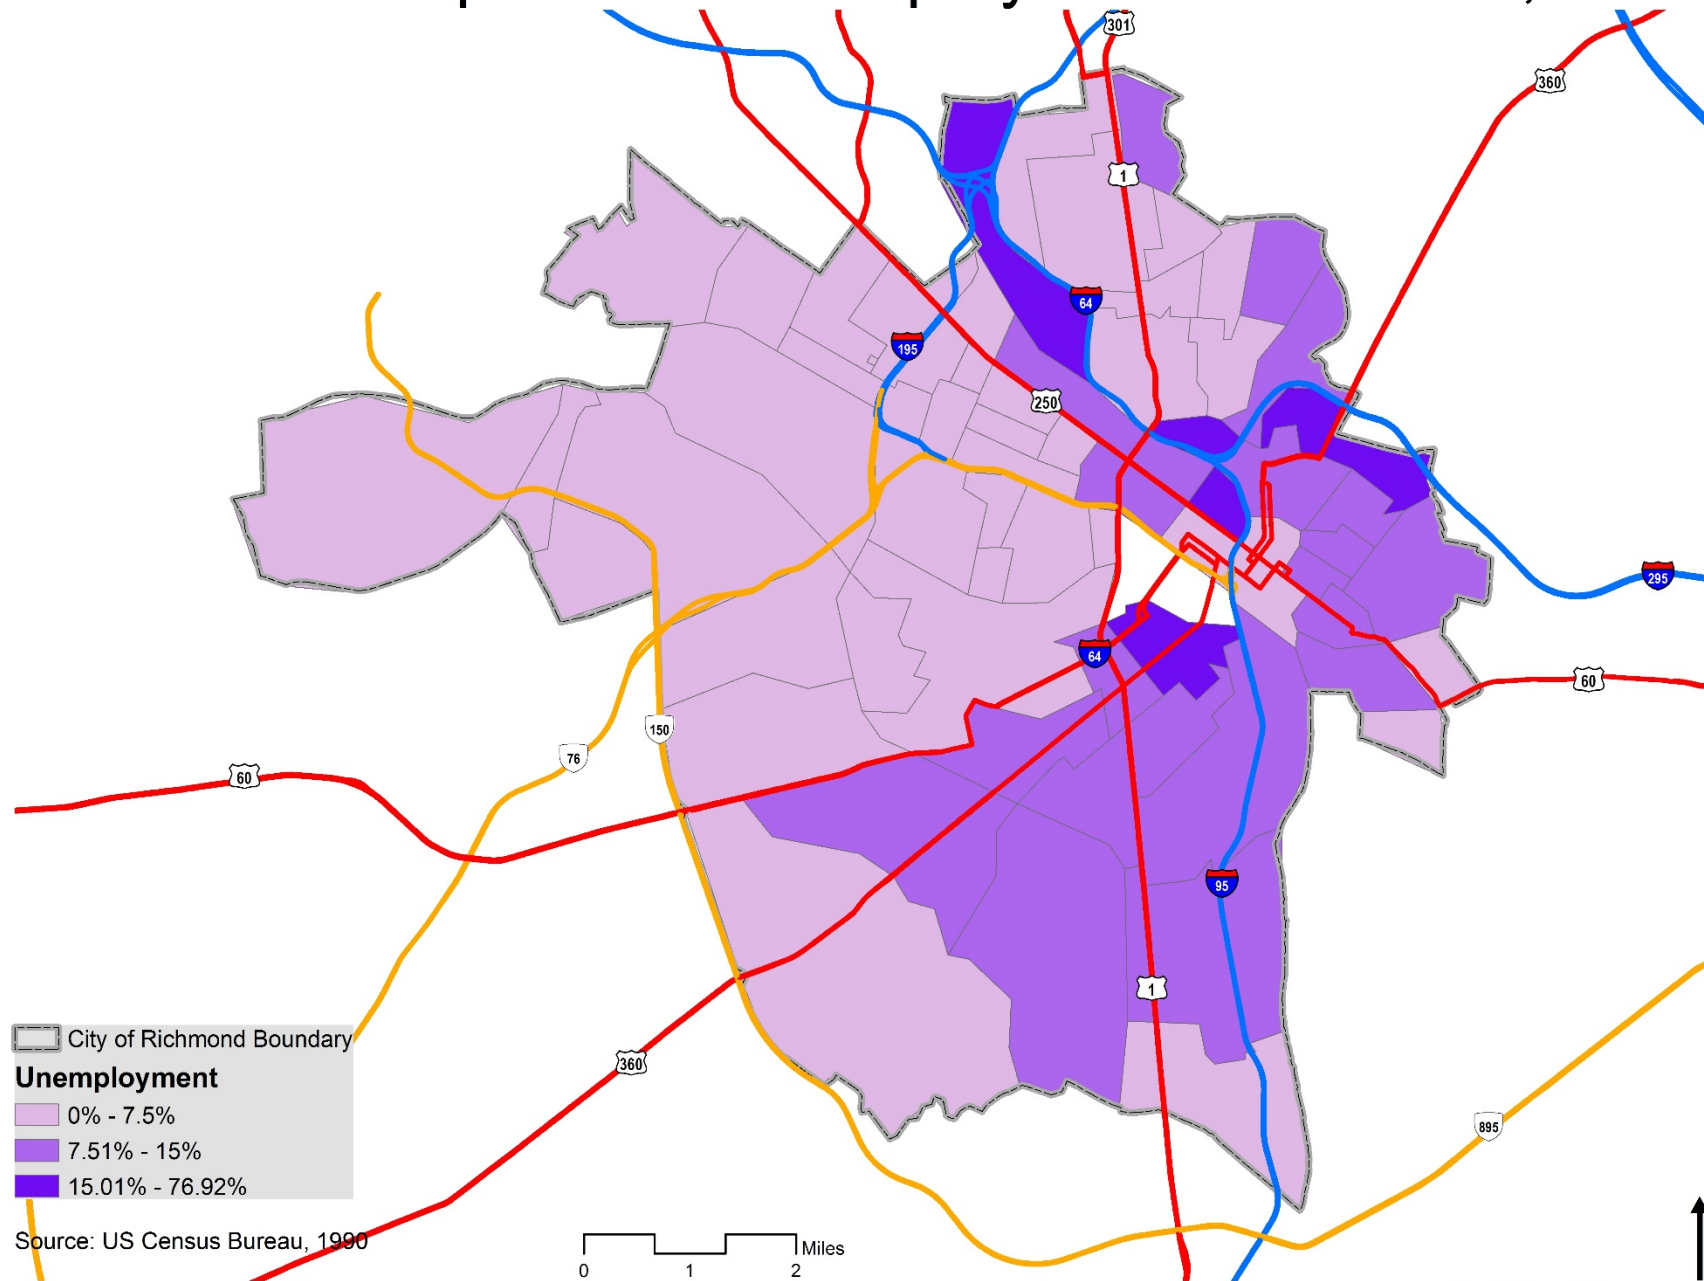 301
360
1
64
195
250
295
64
60
150
76
60
95
1
360
895
City of Richmond Boundary
Unemployment
0% - 7.5%
7.51% - 15%
15.01% - 76.92%
Source: US Census Bureau, 1990
Miles
0 1 2